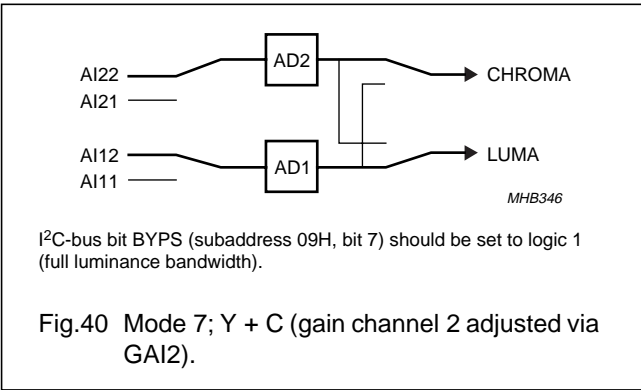 AI22
AI21
AD2
CHROMA
AI12
AI11
AD1
LUMA
MHB346
I2C-bus bit BYPS (subaddress 09H, bit 7) should be set to logic 1
(full luminance bandwidth).
Fig.40 Mode 7; Y + C (gain channel 2 adjusted via
GAI2).